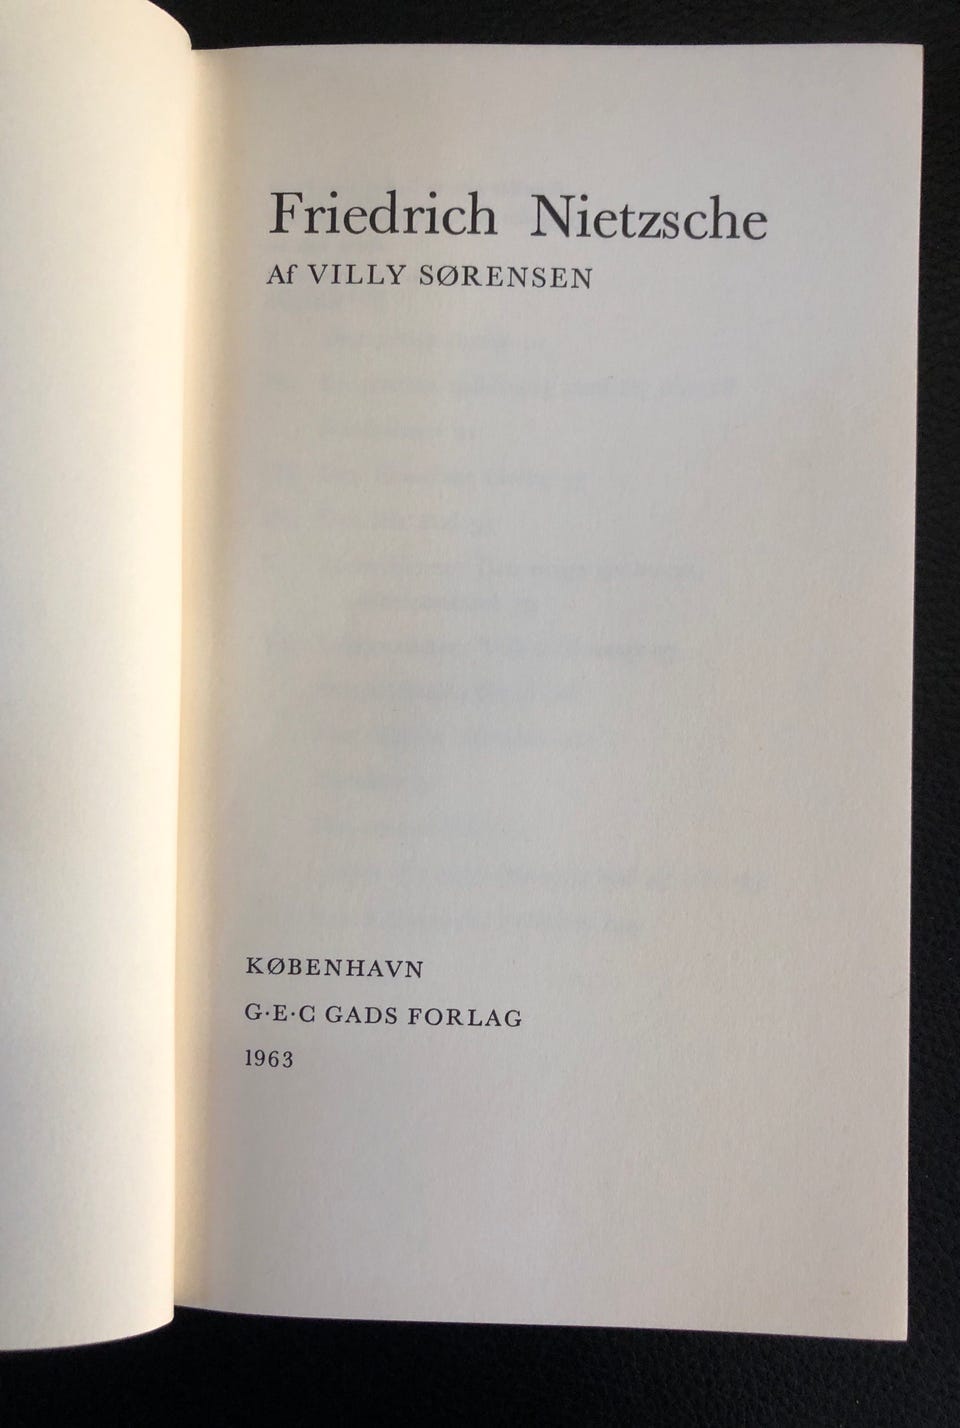 Friedrich Nietzsche
Af VILLY SØRENSEN
KØBENHAVN
G·E·C GADS FORLAG
1963